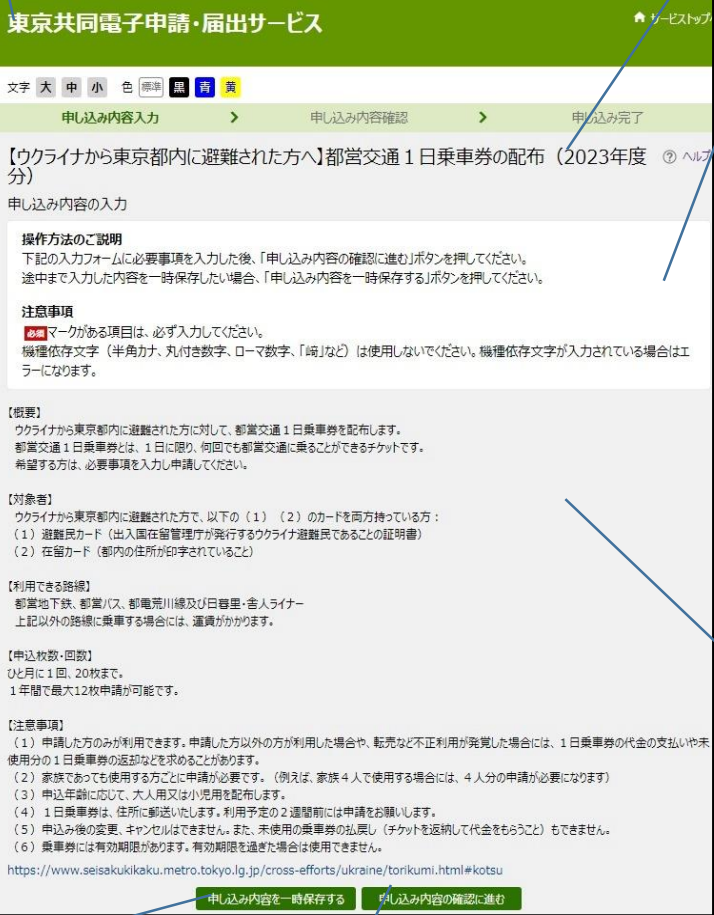 東京共同電子申請・届出サービス
サービストップへ
文字 大 中 小 色 標準 黒 青 黄
申し込み内容入力 > 申し込み内容確認 > 申し込み完了
【ウクライナから東京都内に避難された方へ】都営交通1日乗車券の配布（2023年度
分）
ヘルプ
申し込み内容の入力
操作方法のご説明
下記の入力フォームに必要事項を入力した後、「申し込み内容の確認に進む」ボタンを押してください。
途中まで入力した内容を一時保存したい場合、「申し込み内容を一時保存する」ボタンを押してください。
注意事項
必須マークがある項目は、必ず入力してください。
機種依存文字（半角カナ、丸付き数字、ローマ数字、「﨑」など）は使用しないでください。機種依存文字が入力されている場合はエ
ラーになります。
【概要】
ウクライナから東京都内に避難された方に対して、都営交通１日乗車券を配布します。
都営交通１日乗車券とは、１日に限り、何回でも都営交通に乗ることができるチケットです。
希望する方は、必要事項を入力し申請してください。
【対象者】
ウクライナから東京都内に避難された方で、以下の（１）（２）のカードを両方持っている方：
（１）避難民カード（出入国在留管理庁が発行するウクライナ避難民であることの証明書）
（２）在留カード（都内の住所が印字されていること）
【利用できる路線】
都営地下鉄、都営バス、都電荒川線及び日暮里・舎人ライナー
上記以外の路線に乗車する場合には、運賃がかかります。
【申込枚数・回数】
ひと月に１回、20枚まで。
１年間で最大12枚申請が可能です。
【注意事項】
（１）申請した方のみが利用できます。申請した方以外の方が利用した場合や、転売など不正利用が発覚した場合には、１日乗車券の代金の支払いや未
使用分の１日乗車券の返却などを求めることがあります。
（２）家族であっても使用する方ごとに申請が必要です。（例えば、家族４人で使用する場合には、４人分の申請が必要になります）
（３）申込年齢に応じて、大人用又は小児用を配布します。
（４）１日乗車券は、住所に郵送いたします。利用予定の２週間前には申請をお願いします。
（５）申込み後の変更、キャンセルはできません。また、未使用の乗車券の払戻し（チケットを返納して代金をもらうこと）もできません。
（６）乗車券には有効期限があります。有効期限を過ぎた場合は使用できません。
https://www.seisakukikaku.metro.tokyo.lg.jp/cross-efforts/ukraine/torikumi.html#kotsu
申し込み内容を一時保存する 申し込み内容の確認に進む